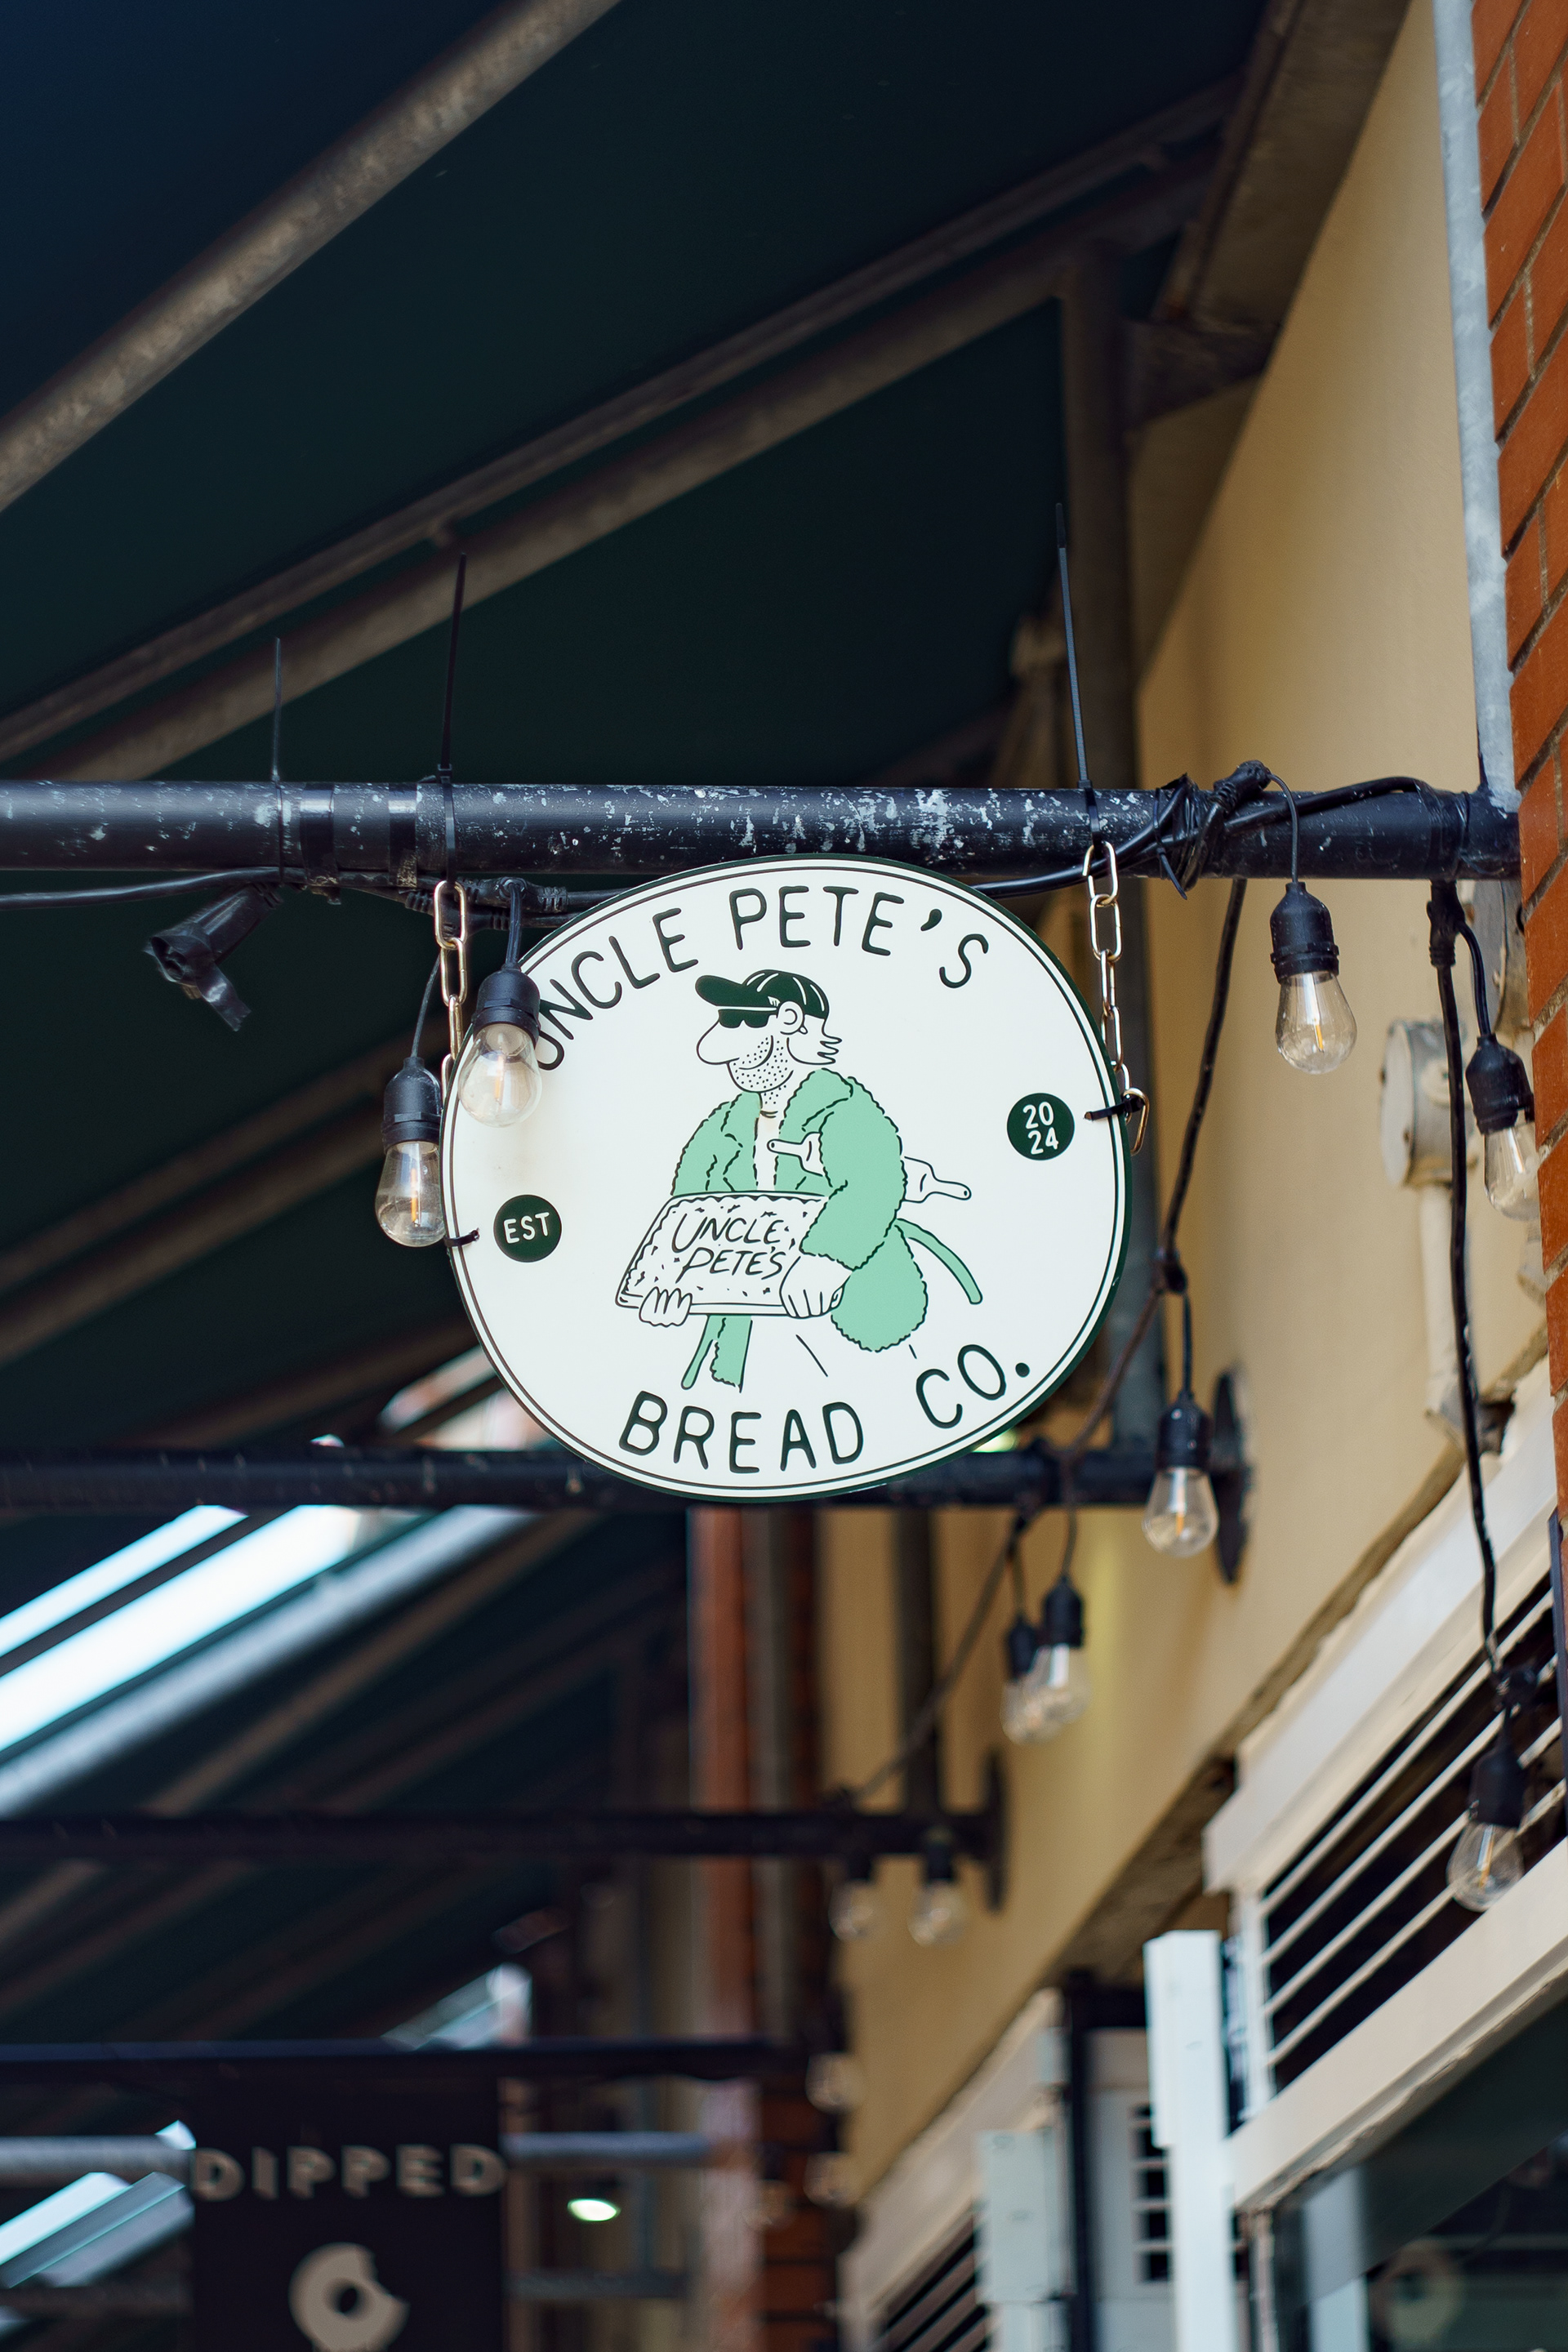 UNCLE PETE'S
EST
20
24
UNCLE
PETE'S
BREAD CO.
DIPPED